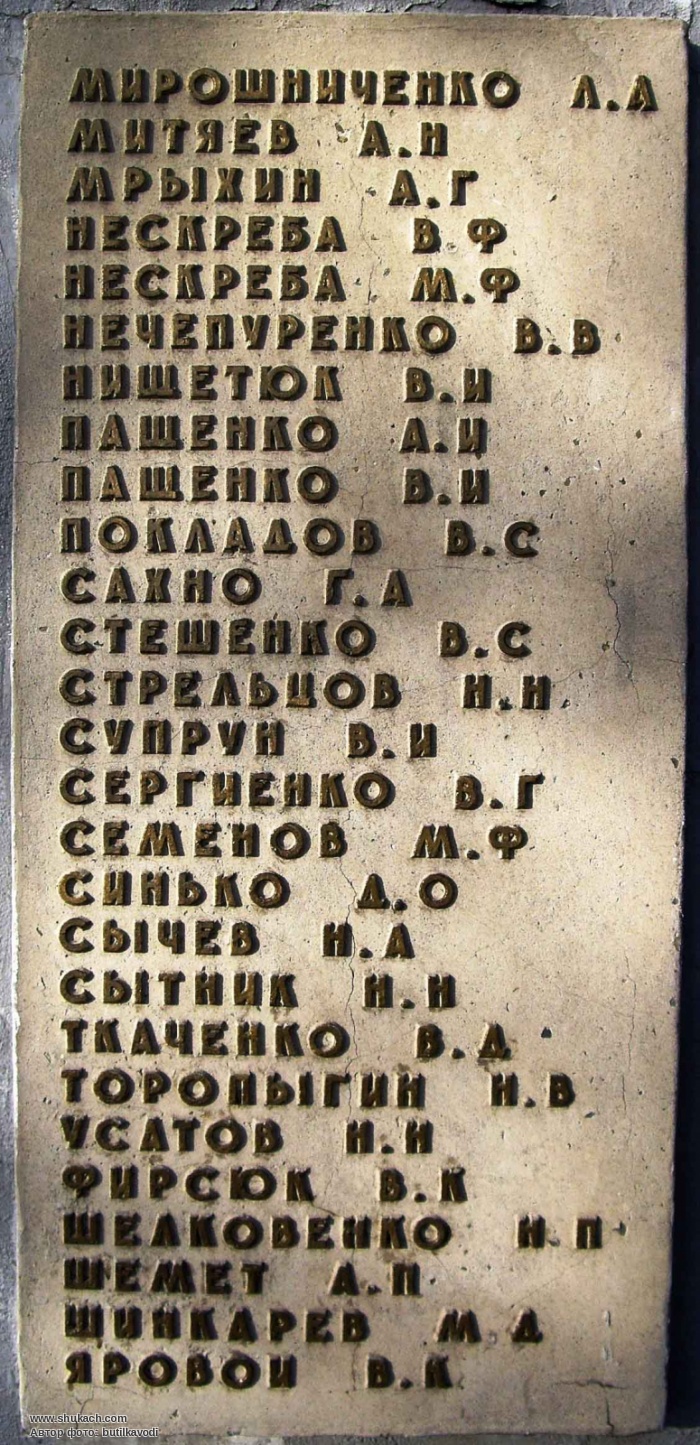 МИРОШНИЧЕНКО Л.А
МИТЯЕВ А.Н
МРЫХИН А.Г
НЕСКРЕБА В.Ф
НЕСКРЕБА М.Ф
НЕЧЕПУРЕНКО В.В
НИЩЕТЮК В.И
ПАЩЕНКО А.И
ПАЩЕНКО В.И
ПОКЛАДОВ В.С
САХНО Г.А
СТЕШЕНКО В.С
СТРЕЛЬЦОВ Н.Н
СУПРУН В.И
СЕРГИЕНКО В.Г
СЕМЕНОВ М.Ф
СИНЬКО Д.О
СЫЧЕВ Н.А
СЫТНИК Н.Н
ТКАЧЕНКО В.Д
ТОРОПЫГИН Н.В
УСАТОВ Н.Н
ФИРСЮК В.К
ШЕЛКОВЕНКО Н.П
ШЕМЕТ А.П
ШИНКАРЕВ М.Д
ЯРОВОИ В.К
www.shukach.com
Автор фото: butilkavodi